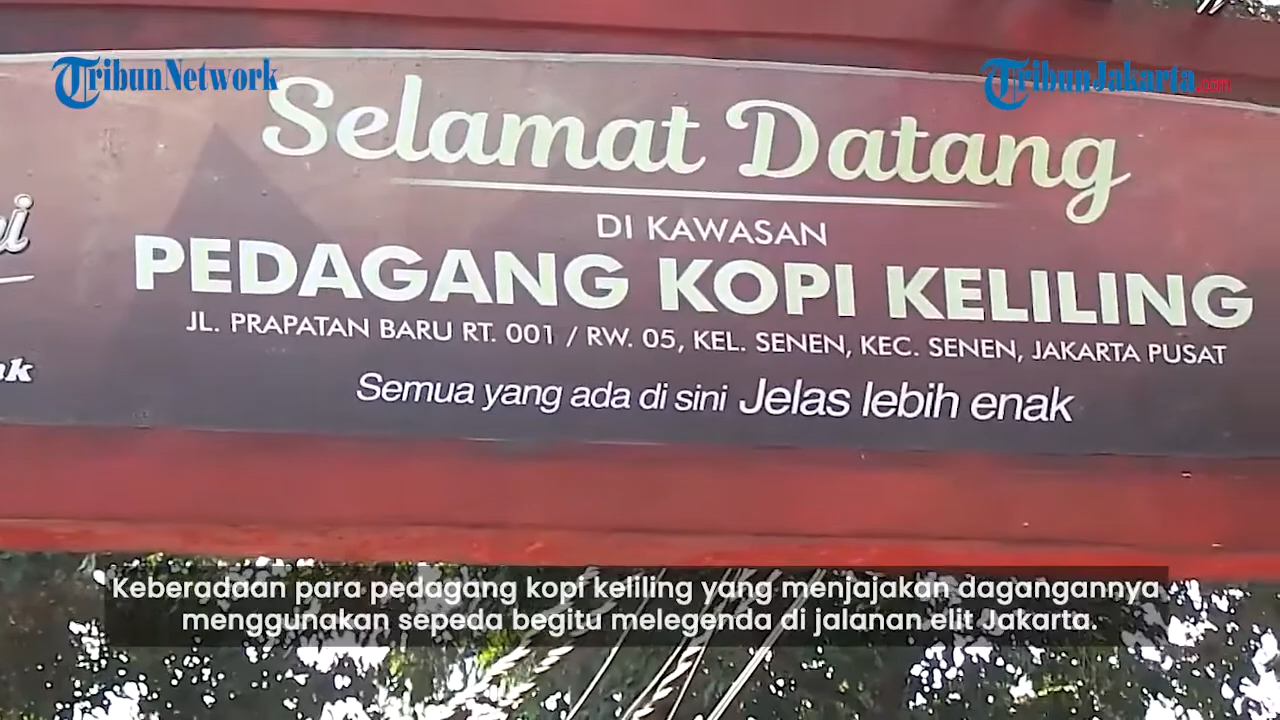 TribunNetwork
TribunJakarta.com
Selamat Datang
DI KAWASAN
PEDAGANG KOPI KELILING
JL. PRAPATAN BARU RT. 001 / RW. 05, KEL. SENEN, KEC. SENEN, JAKARTA PUSAT
Semua yang ada di sini Jelas lebih enak
Keberadaan para pedagang kopi keliling yang menjajakan dagangannya
menggunakan sepeda begitu melegenda di jalanan elit Jakarta.